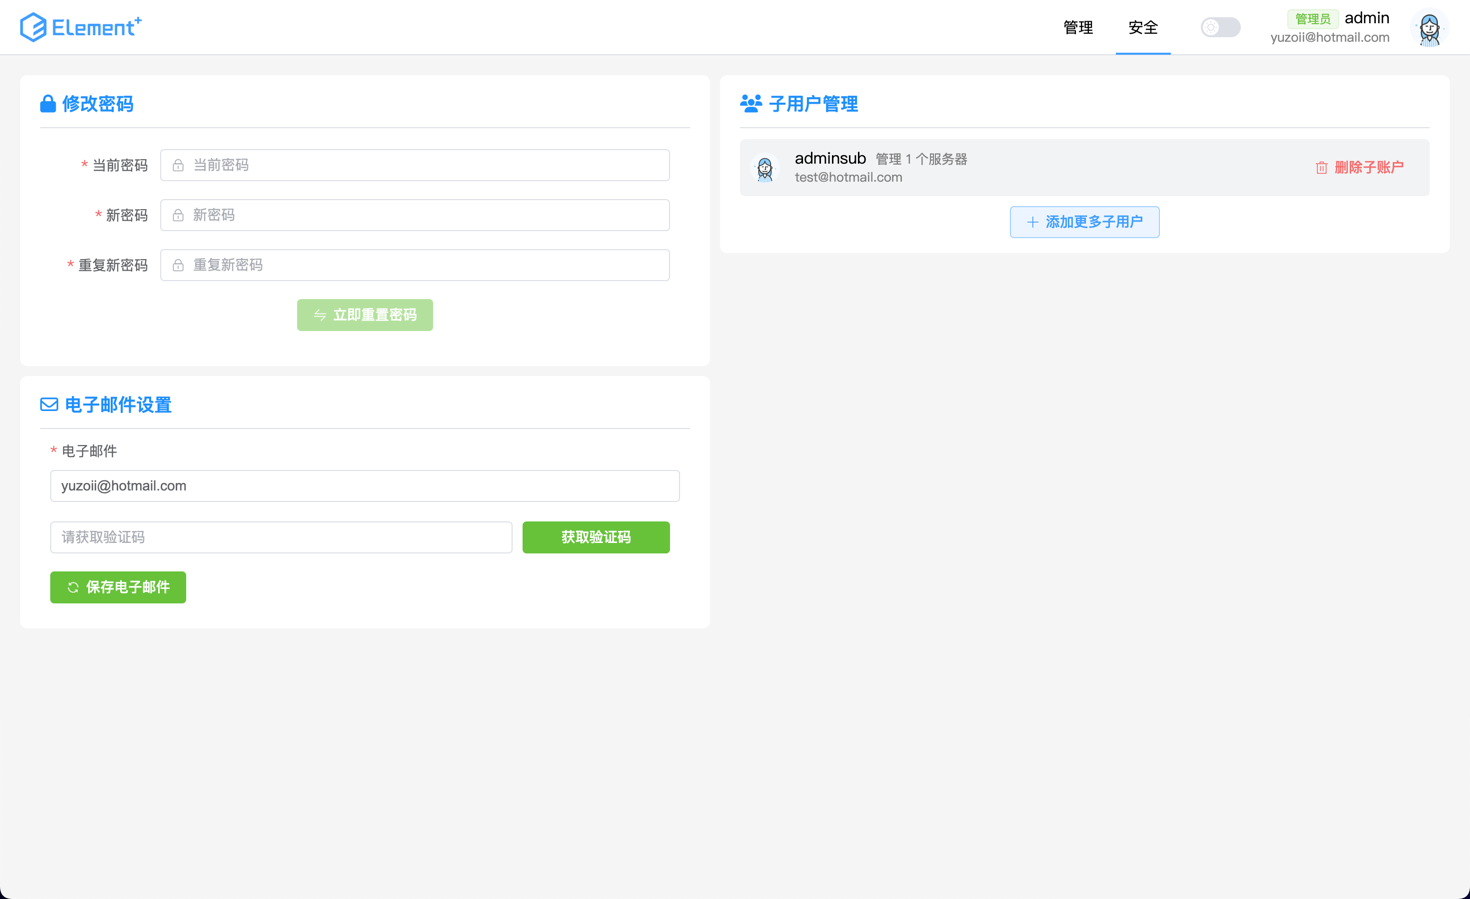 ELement+
管理
安全
管理员 admin
yuzoii@hotmail.com
修改密码
* 当前密码 当前密码
* 新密码 新密码
* 重复新密码 重复新密码
立即重置密码
电子邮件设置
* 电子邮件
yuzoii@hotmail.com
请获取验证码 获取验证码
保存电子邮件
子用户管理
adminsub 管理 1 个服务器
test@hotmail.com
删除子账户
添加更多子用户